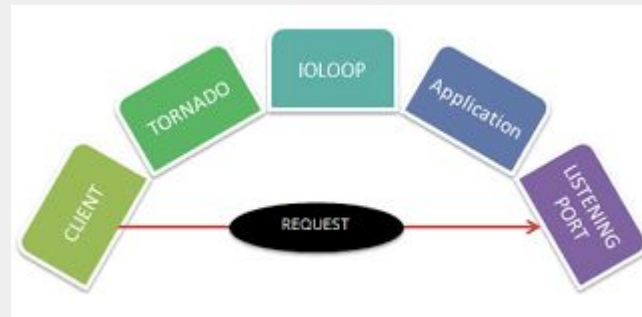 CLIENT
TORNADO
IOLOOP
Application
LISTENING
PORT
REQUEST